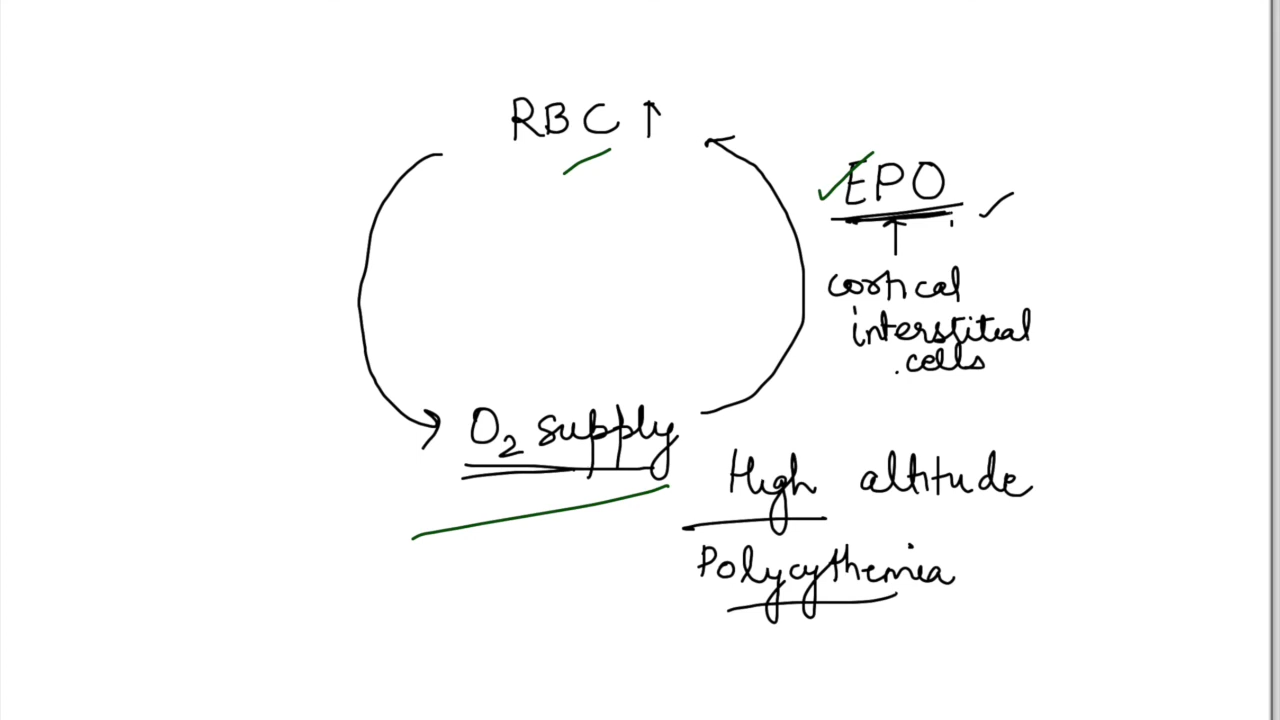 RBC ↑
EPO
↑
cortical
interstitial
cells
O₂ supply
High altitude
Polycythemia